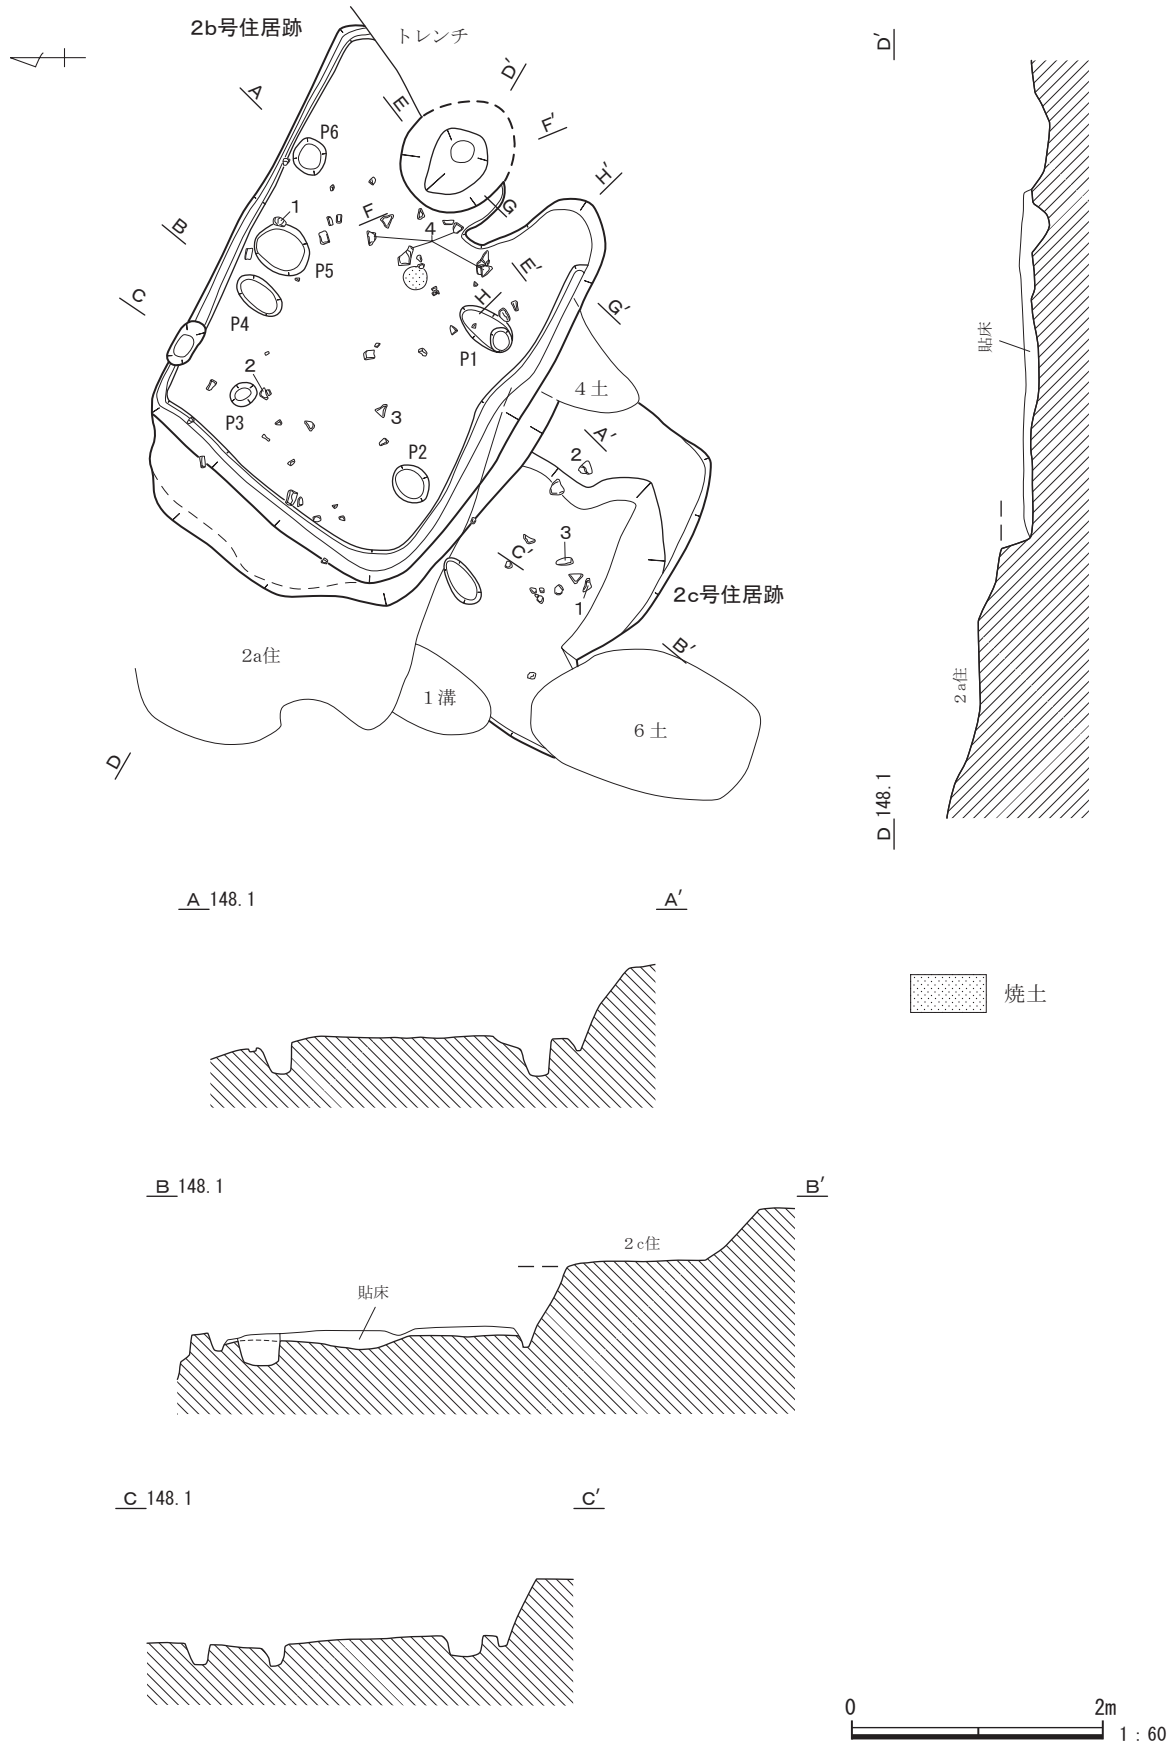 2b号住居跡
トレンチ
D'
A
E
F'
P6
H'
1
F
G
B
4
P5
E'
C
H
G'
P4
P1
2
4土
P3
3
A'
P2
2
3
C'
1
2c号住居跡
B'
2a住
1溝
6土
D
D'
貼床
2a住
D 148.1
A 148.1
A'
焼土
B 148.1
B'
2c住
貼床
C 148.1
C'
0
2m
1：60